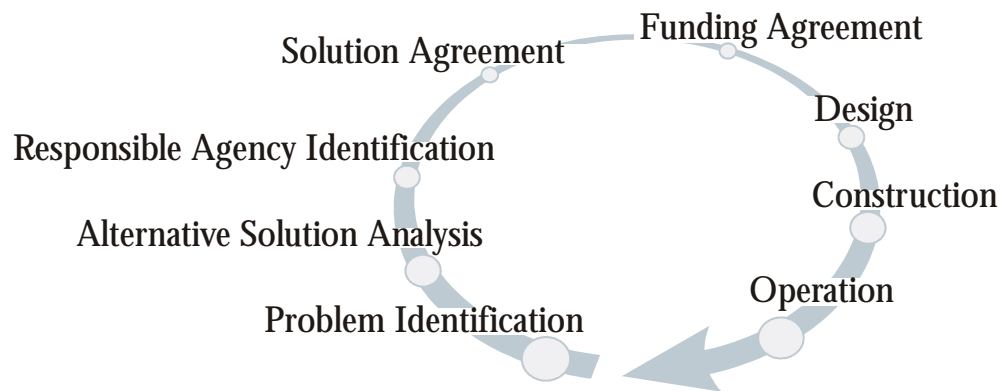 Funding Agreement
Solution Agreement
Design
Responsible Agency Identification
Construction
Alternative Solution Analysis
Operation
Problem Identification